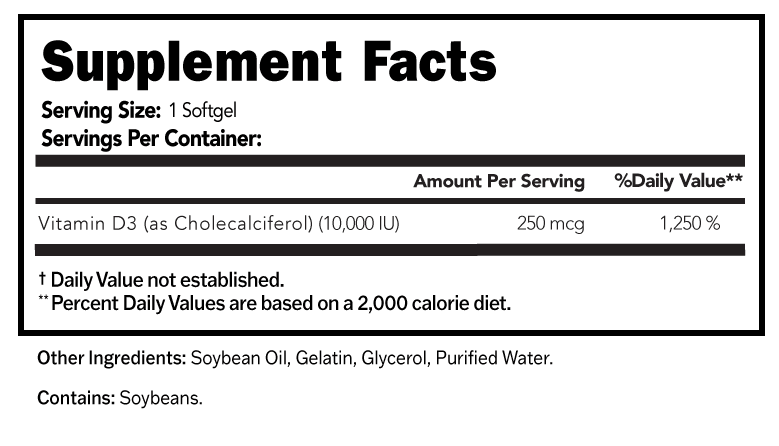 Supplement Facts
Serving Size: 1 Softgel
Servings Per Container:
Amount Per Serving %Daily Value**
Vitamin D3 (as Cholecalciferol) (10,000 IU) 250 mcg 1,250 %
† Daily Value not established.
** Percent Daily Values are based on a 2,000 calorie diet.
Other Ingredients: Soybean Oil, Gelatin, Glycerol, Purified Water.
Contains: Soybeans.